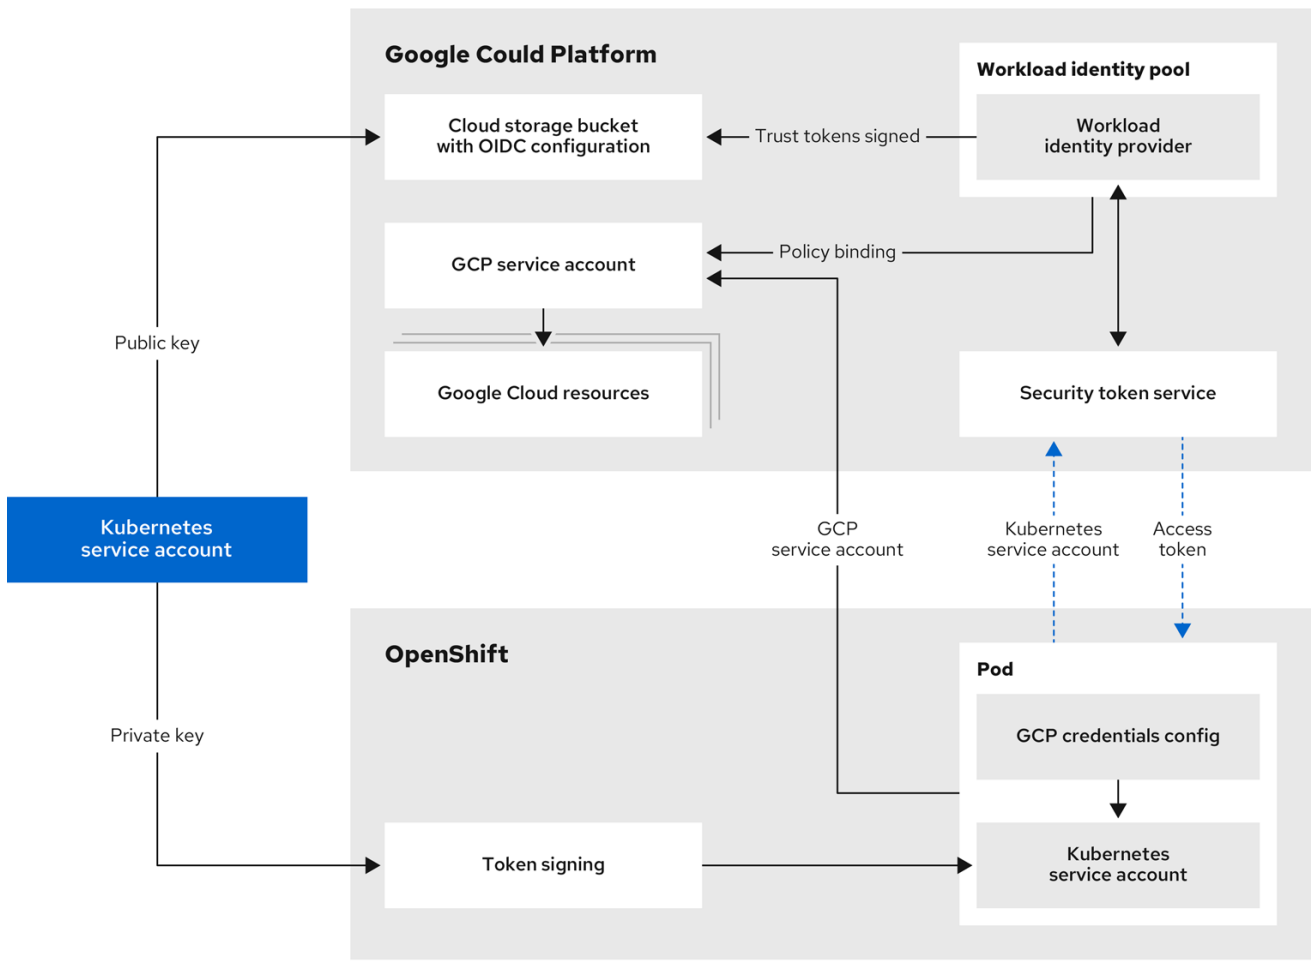 Google Could Platform
Workload identity pool
Cloud storage bucket
with OIDC configuration
Trust tokens signed
Workload
identity provider
GCP service account
Policy binding
Public key
Google Cloud resources
Security token service
Kubernetes
service account
GCP
service account
Kubernetes
service account
Access
token
OpenShift
Pod
Private key
GCP credentials config
Token signing
Kubernetes
service account